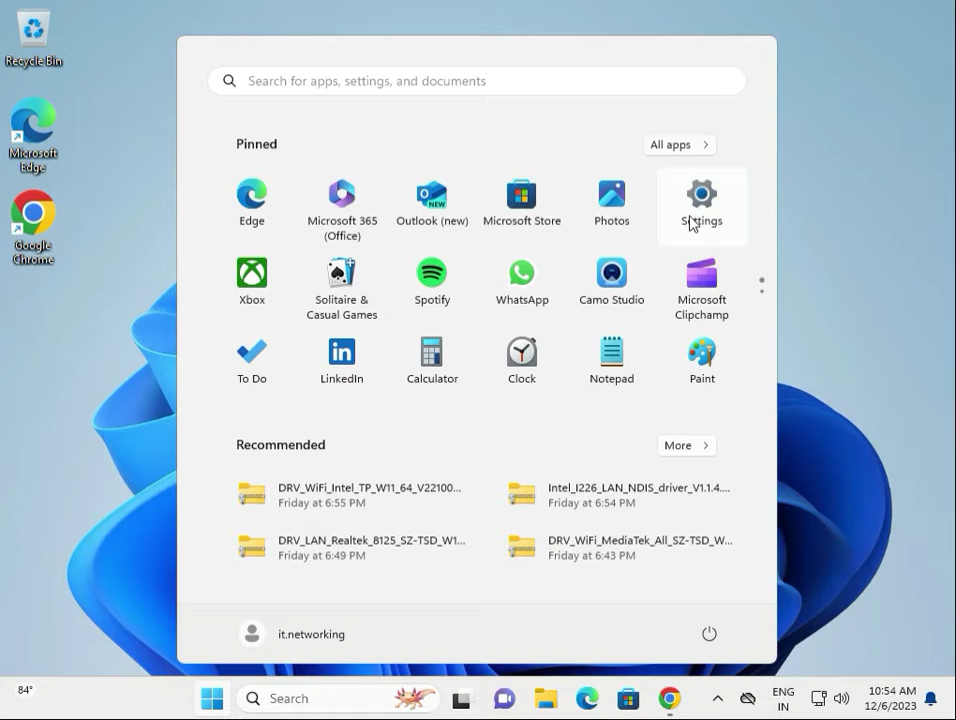 Recycle Bin
Microsoft
Edge
Google
Chrome
Search for apps, settings, and documents
Pinned
All apps
Edge
Microsoft 365
(Office)
Outlook (new)
NEW
Microsoft Store
Photos
Settings
Xbox
Solitaire &
Casual Games
Spotify
WhatsApp
Camo Studio
Microsoft
Clipchamp
To Do
LinkedIn
in
Calculator
Clock
Notepad
Paint
Recommended
More
DRV_WiFi_Intel_TP_W11_64_V22100...
Friday at 6:55 PM
Intel_I226_LAN_NDIS_driver_V1.1.4....
Friday at 6:54 PM
DRV_LAN_Realtek_8125_SZ-TSD_W1...
Friday at 6:49 PM
DRV_WiFi_MediaTek_All_SZ-TSD_W...
Friday at 6:43 PM
it.networking
84°
Search
ENG
IN
10:54 AM
12/6/2023